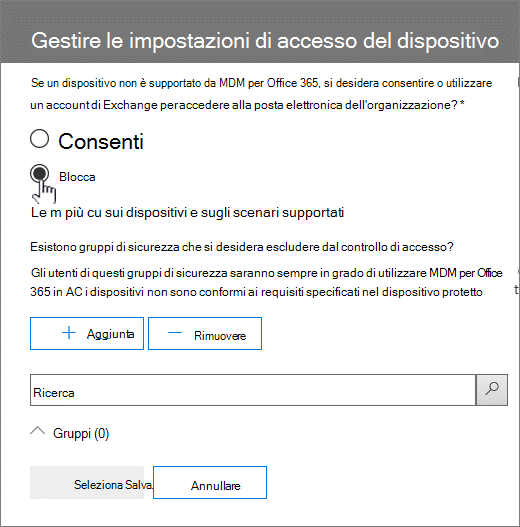 Gestire le impostazioni di accesso del dispositivo
Se un dispositivo non è supportato da MDM per Office 365, si desidera consentire o utilizzare
un account di Exchange per accedere alla posta elettronica dell'organizzazione? *
Consenti
Blocca
Le m più cu sui dispositivi e sugli scenari supportati
Esistono gruppi di sicurezza che si desidera escludere dal controllo di accesso?
Gli utenti di questi gruppi di sicurezza saranno sempre in grado di utilizzare MDM per Office
365 in AC i dispositivi non sono conformi ai requisiti specificati nel dispositivo protetto
+ Aggiunta
— Rimuovere
Ricerca
Gruppi (0)
Seleziona Salva.
Annullare